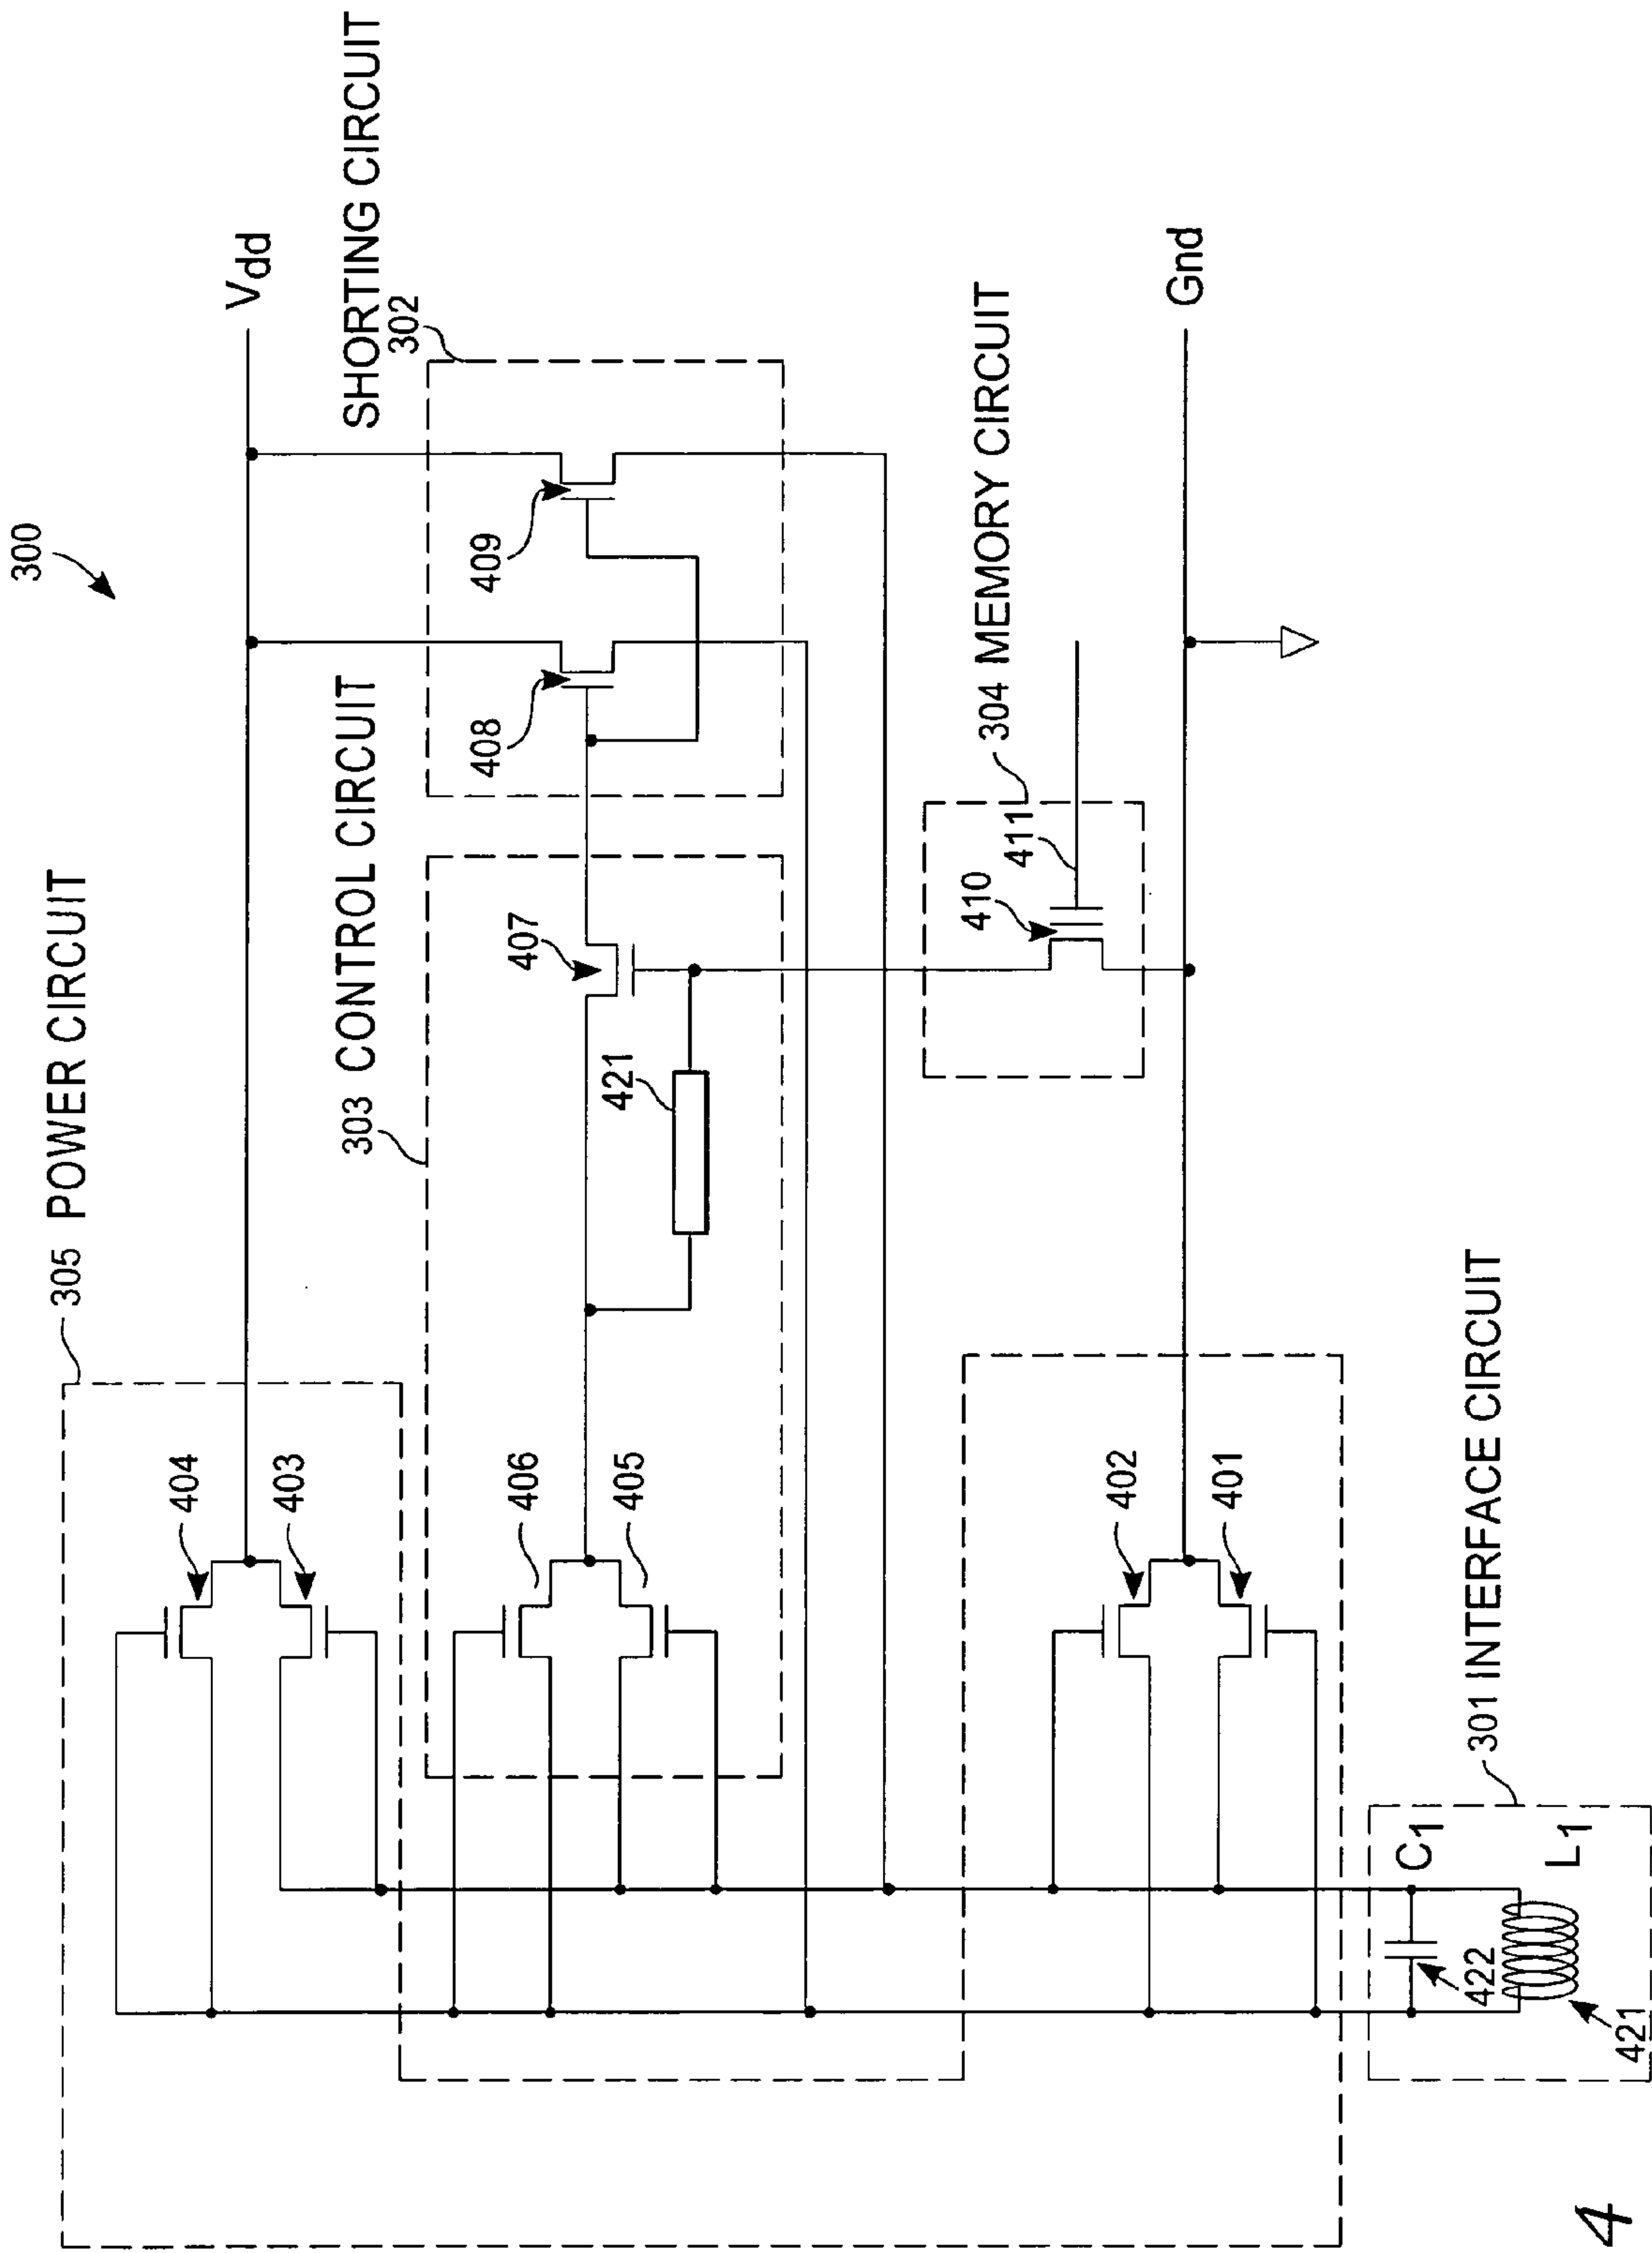 300
305 POWER CIRCUIT
Vdd
404
403
SHORTING CIRCUIT
302
409
408
303 CONTROL CIRCUIT
407
421
406
405
304 MEMORY CIRCUIT
410
411
Gnd
402
401
301 INTERFACE CIRCUIT
C1
L1
422
421
4